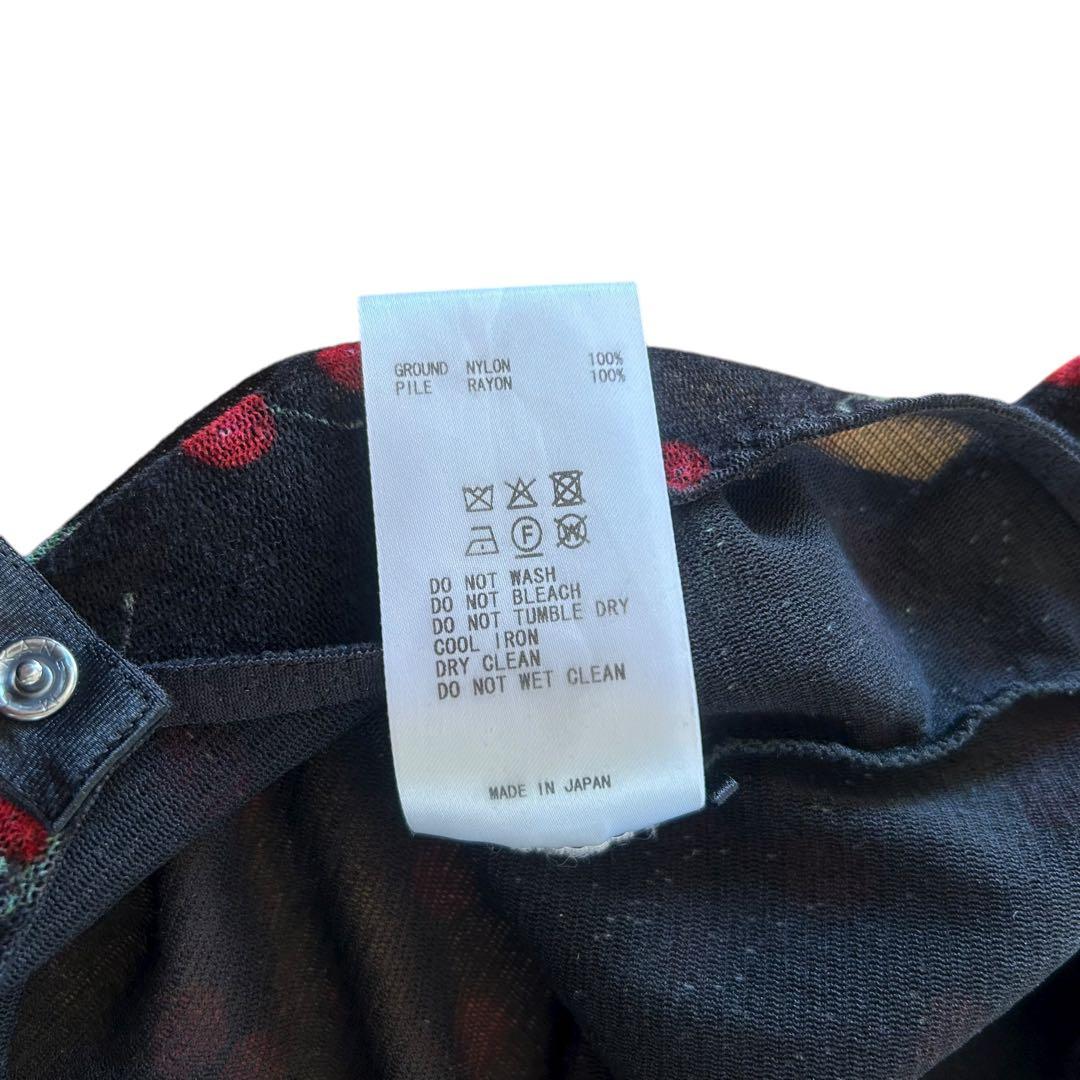 GROUND NYLON 100%
PILE RAYON 100%
F
W
DO NOT WASH
DO NOT BLEACH
DO NOT TUMBLE DRY
COOL IRON
DRY CLEAN
DO NOT WET CLEAN
MADE IN JAPAN